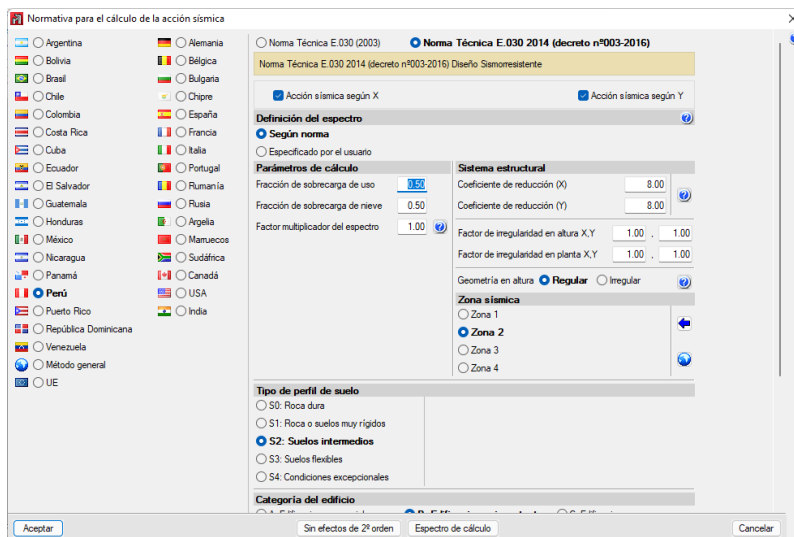 Normativa para el cálculo de la acción sísmica
Argentina
Bolivia
Brasil
Chile
Colombia
Costa Rica
Cuba
Ecuador
El Salvador
Guatemala
Honduras
México
Nicaragua
Panamá
Perú
Puerto Rico
República Dominicana
Venezuela
Método general
UE
Alemania
Bélgica
Bulgaria
Chipre
España
Francia
Italia
Portugal
Rumanía
Rusia
Argelia
Marruecos
Sudáfrica
Canadá
USA
India
Norma Técnica E.030 (2003)
Norma Técnica E.030 2014 (decreto nº003-2016)
Norma Técnica E.030 2014 (decreto nº003-2016) Diseño Sismorresistente
Acción sísmica según X
Acción sísmica según Y
Definición del espectro
Según norma
Especificado por el usuario
Parámetros de cálculo
Fracción de sobrecarga de uso 0.50
Fracción de sobrecarga de nieve 0.50
Factor multiplicador del espectro 1.00
Sistema estructural
Coeficiente de reducción (X) 8.00
Coeficiente de reducción (Y) 8.00
Factor de irregularidad en altura X,Y 1.00 , 1.00
Factor de irregularidad en planta X,Y 1.00 , 1.00
Geometría en altura Regular Irregular
Zona sísmica
Zona 1
Zona 2
Zona 3
Zona 4
Tipo de perfil de suelo
S0: Roca dura
S1: Roca o suelos muy rígidos
S2: Suelos intermedios
S3: Suelos flexibles
S4: Condiciones excepcionales
Categoría del edificio
Aceptar
Sin efectos de 2º orden
Espectro de cálculo
Cancelar